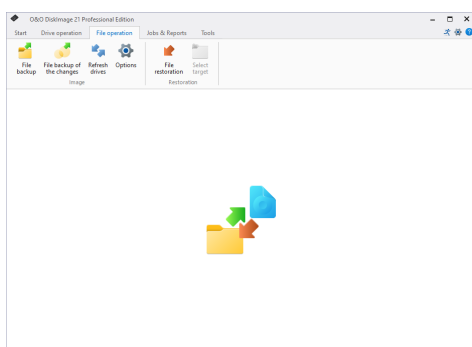 O&O DiskImage 21 Professional Edition
Start Drive operation File operation Jobs & Reports Tools
File backup
File backup of the changes
Refresh drives
Options
File restoration
Select target
Image
Restoration